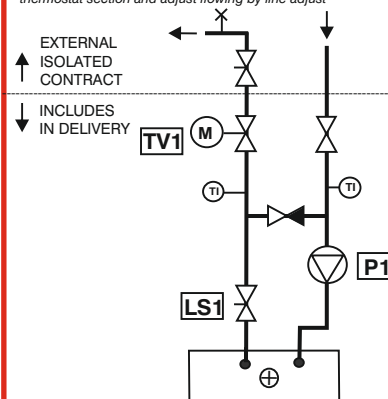 thermostat section and adjust flowing by line adjust
EXTERNAL
ISOLATED
CONTRACT
INCLUDES
IN DELIVERY
TV1
M
TI
TI
P1
LS1